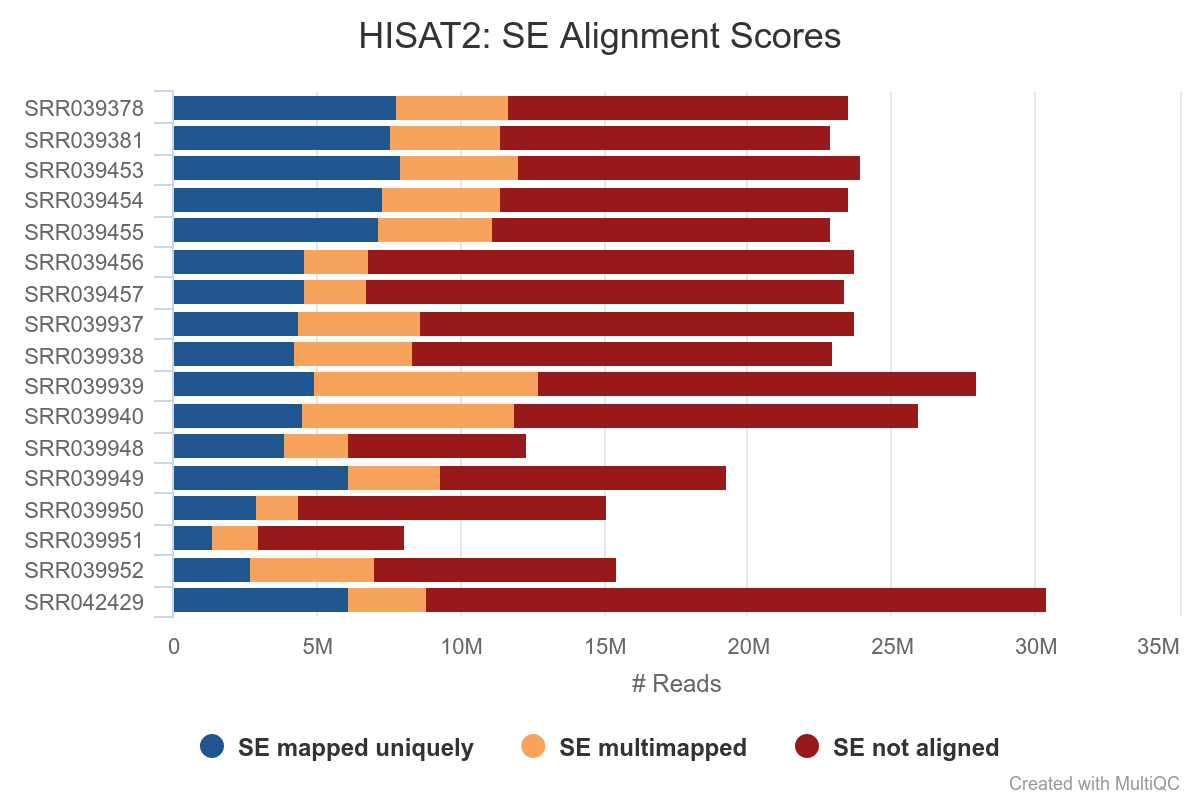 HISAT2: SE Alignment Scores
SRR039378
SRR039381
SRR039453
SRR039454
SRR039455
SRR039456
SRR039457
SRR039937
SRR039938
SRR039939
SRR039940
SRR039948
SRR039949
SRR039950
SRR039951
SRR039952
SRR042429
0 5M 10M 15M 20M 25M 30M 35M
# Reads
SE mapped uniquely SE multimapped SE not aligned
Created with MultiQC